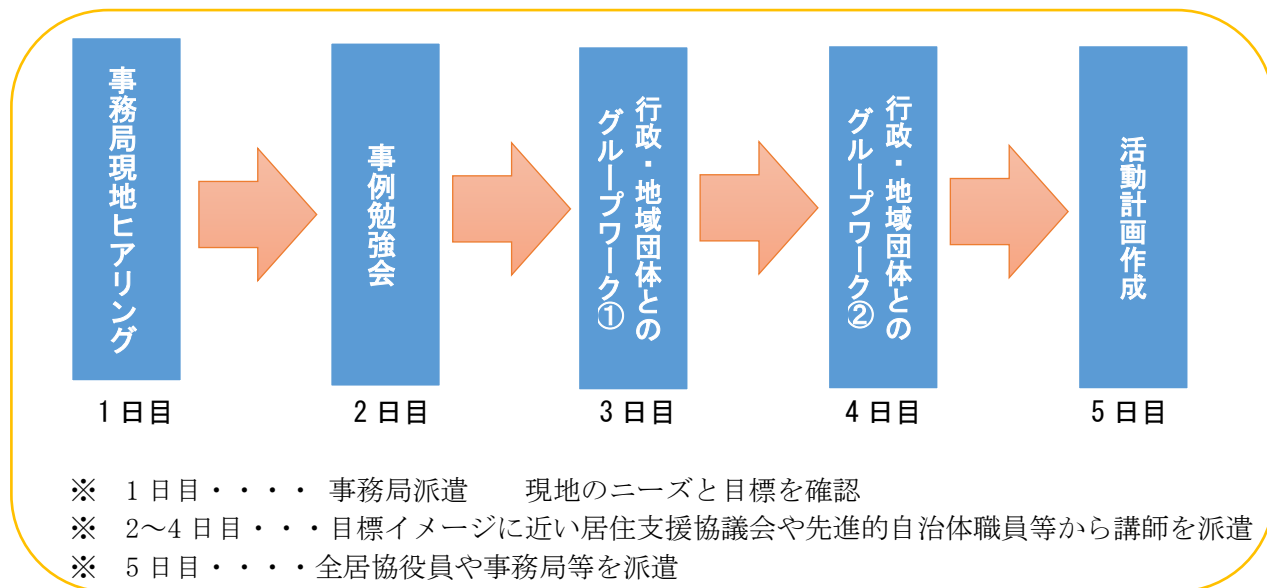 事務局現地ヒアリング
事例勉強会
行政・地域団体との
グループワーク①
行政・地域団体との
グループワーク②
活動計画作成
1日目
2日目
3日目
4日目
5日目
※ 1日目・・・・ 事務局派遣　　現地のニーズと目標を確認
※ 2～4日目・・・目標イメージに近い居住支援協議会や先進的自治体職員等から講師を派遣
※ 5日目・・・・全居協役員や事務局等を派遣